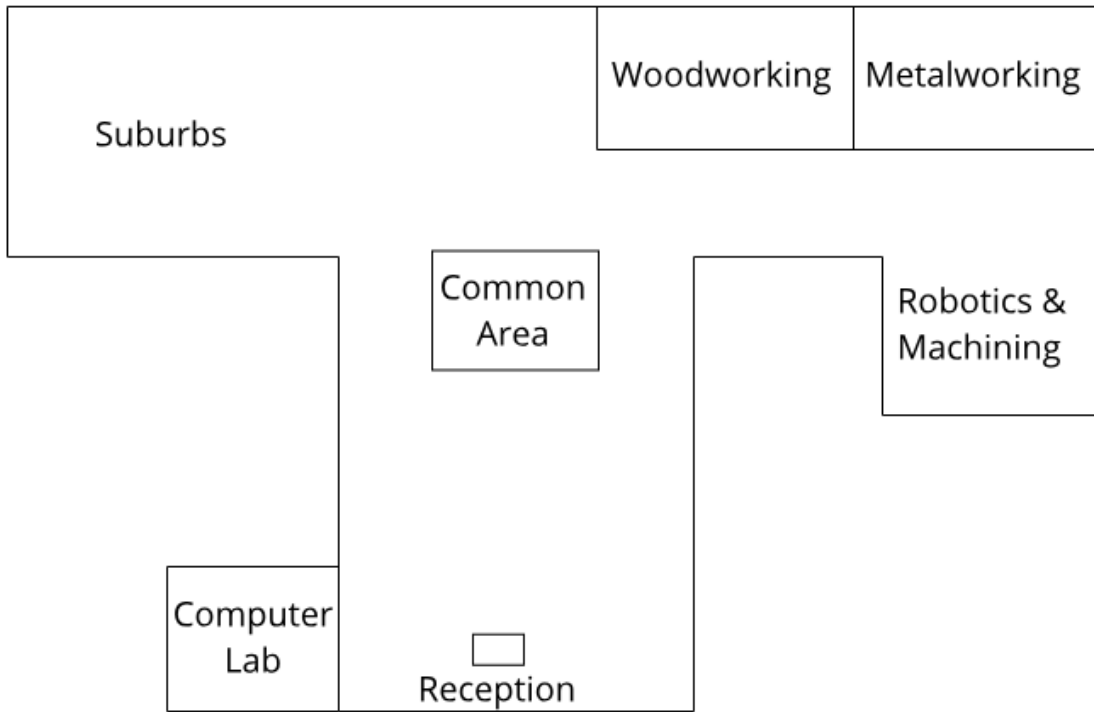 Woodworking
Metalworking
Suburbs
Common
Area
Robotics &
Machining
Computer
Lab
Reception